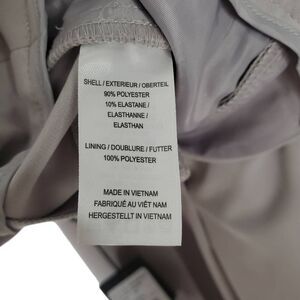 SHELL / EXTERIEUR / OBERTEIL
90% POLYESTER
10% ELASTANE /
ELASTHANNE /
ELASTHAN
LINING / DOUBLURE / FUTTER
100% POLYESTER
MADE IN VIETNAM
FABRIQUÉ AU VIÊT NAM
HERGESTELLT IN VIETNAM